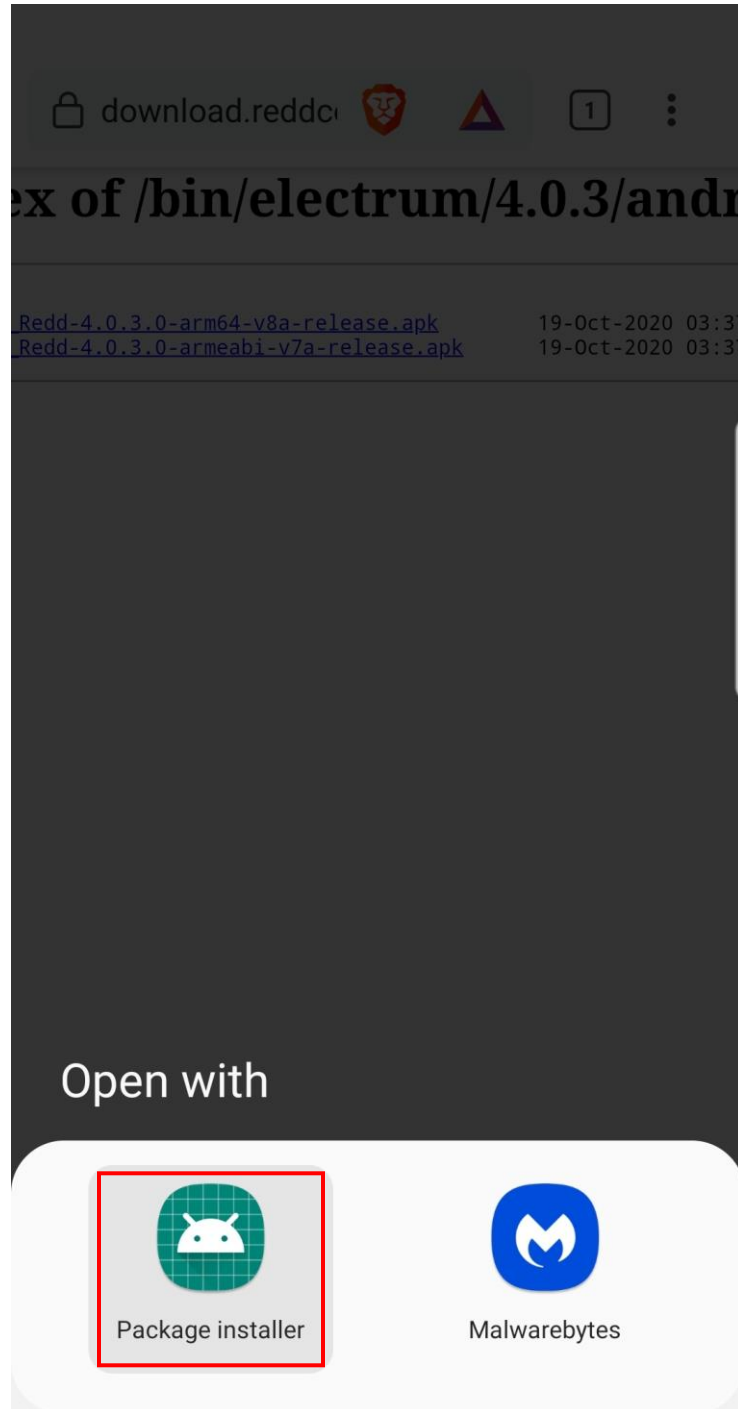 download.reddc
1
ex of /bin/electrum/4.0.3/andr
_Redd-4.0.3.0-arm64-v8a-release.apk 19-Oct-2020 03:3
_Redd-4.0.3.0-armeabi-v7a-release.apk 19-Oct-2020 03:3
Open with
Package installer
Malwarebytes